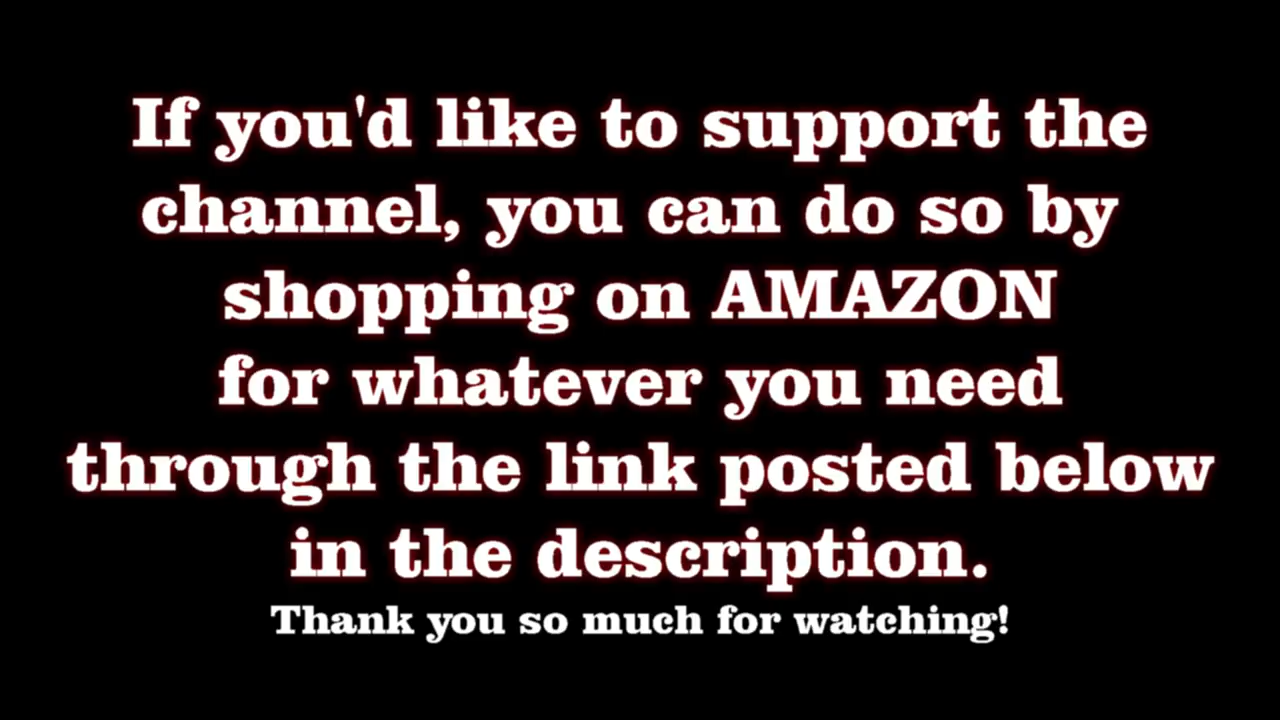 If you'd like to support the
channel, you can do so by
shopping on AMAZON
for whatever you need
through the link posted below
in the description.
Thank you so much for watching!